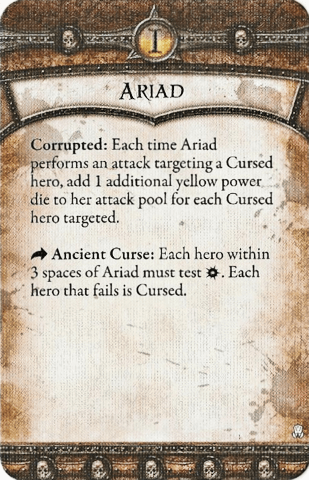 I
ARIAD
Corrupted: Each time Ariad
performs an attack targeting a Cursed
hero, add 1 additional yellow power
die to her attack pool for each Cursed
hero targeted.
Ancient Curse: Each hero within
3 spaces of Ariad must test . Each
hero that fails is Cursed.